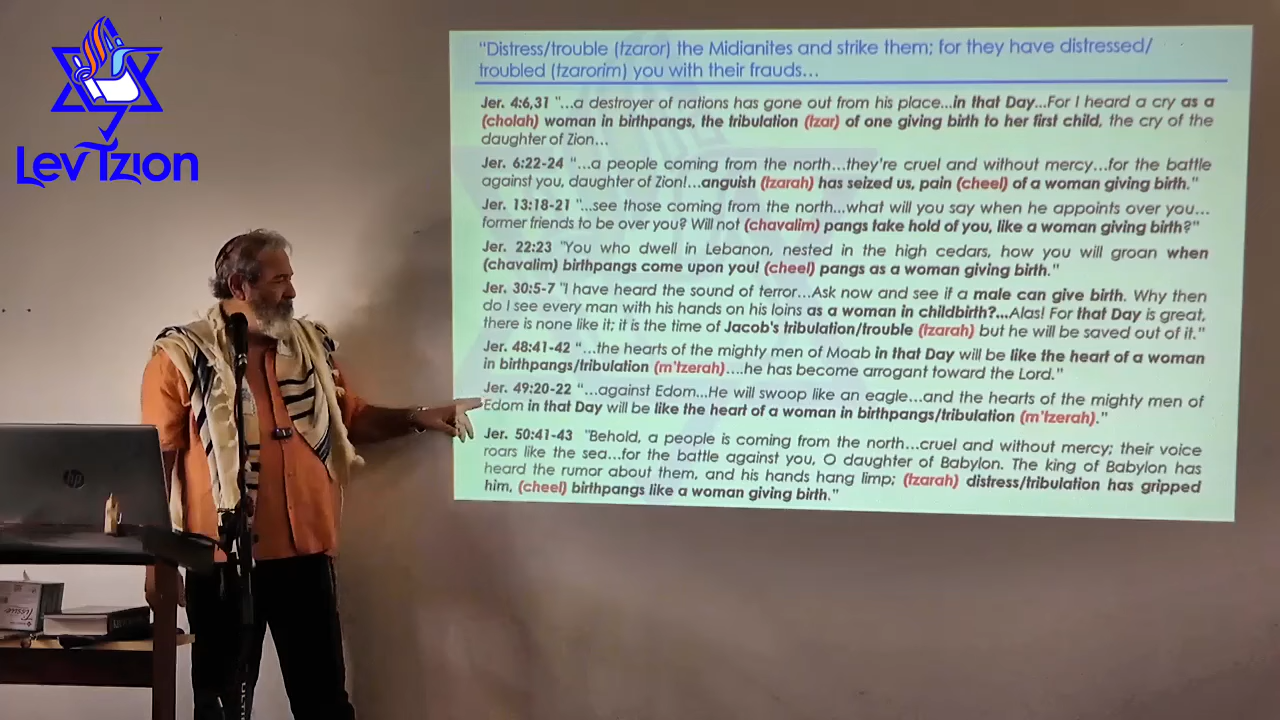 Lev Tzion
"Distress/trouble (tzaror) the Midianites and strike them; for they have distressed/
troubled (tzarorim) you with their frauds…
Jer. 4:6,31 "…a destroyer of nations has gone out from his place…in that Day…For I heard a cry as a
(cholah) woman in birthpangs, the tribulation (tzar) of one giving birth to her first child, the cry of the
daughter of Zion…
Jer. 6:22-24 "…a people coming from the north…they're cruel and without mercy…for the battle
against you, daughter of Zion!…anguish (tzarah) has seized us, pain (cheel) of a woman giving birth."
Jer. 13:18-21 "…see those coming from the north…what will you say when he appoints over you…
former friends to be over you? Will not (chavalim) pangs take hold of you, like a woman giving birth?"
Jer. 22:23 "You who dwell in Lebanon, nested in the high cedars, how you will groan when
(chavalim) birthpangs come upon you! (cheel) pangs as a woman giving birth."
Jer. 30:5-7 "I have heard the sound of terror…Ask now and see if a male can give birth. Why then
do I see every man with his hands on his loins as a woman in childbirth?…Alas! For that Day is great,
there is none like it; it is the time of Jacob's tribulation/trouble (tzarah) but he will be saved out of it."
Jer. 48:41-42 "…the hearts of the mighty men of Moab in that Day will be like the heart of a woman
in birthpangs/tribulation (m'tzerah)….he has become arrogant toward the Lord."
Jer. 49:20-22 "…against Edom…He will swoop like an eagle…and the hearts of the mighty men of
Edom in that Day will be like the heart of a woman in birthpangs/tribulation (m'tzerah)."
Jer. 50:41-43 "Behold, a people is coming from the north…cruel and without mercy; their voice
roars like the sea…for the battle against you, O daughter of Babylon. The king of Babylon has
heard the rumor about them, and his hands hang limp; (tzarah) distress/tribulation has gripped
him, (cheel) birthpangs like a woman giving birth."
hp
Tissue